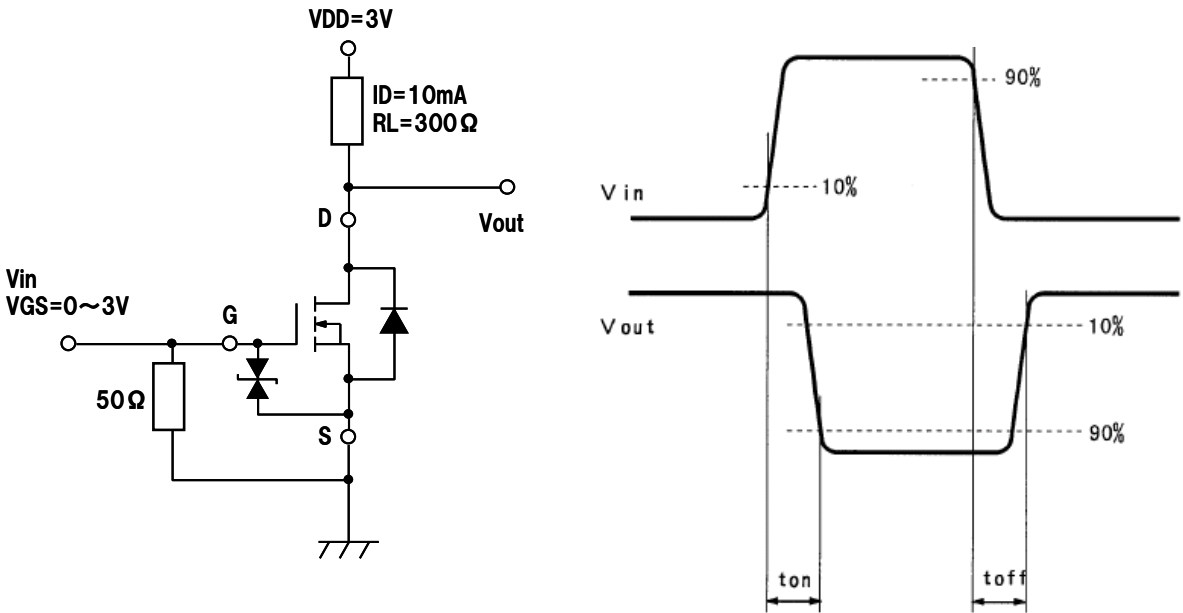 VDD=3V
ID=10mA
RL=300Ω
D
Vout
Vin
VGS=0～3V
G
50Ω
S
90%
10%
Vin
Vout
10%
90%
ton
toff